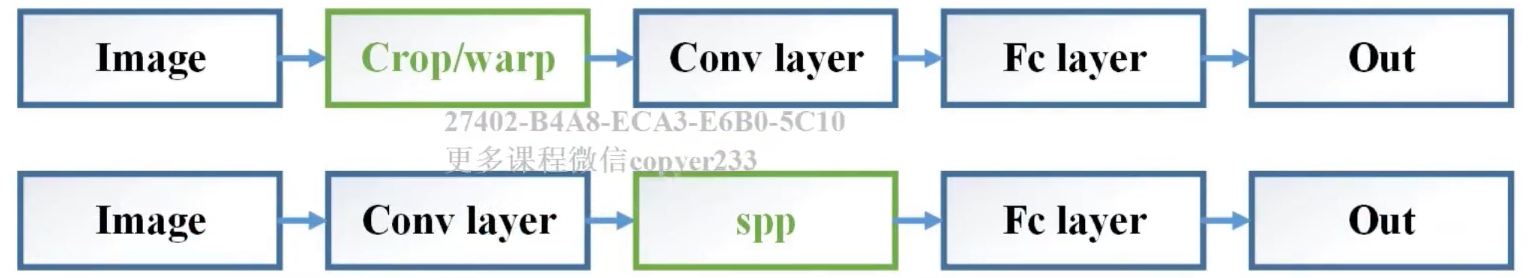 Image Crop/warp Conv layer Fc layer Out
27402-B4A8-ECA3-E6B0-5C10
更多课程微信copyer233
Image Conv layer spp Fc layer Out